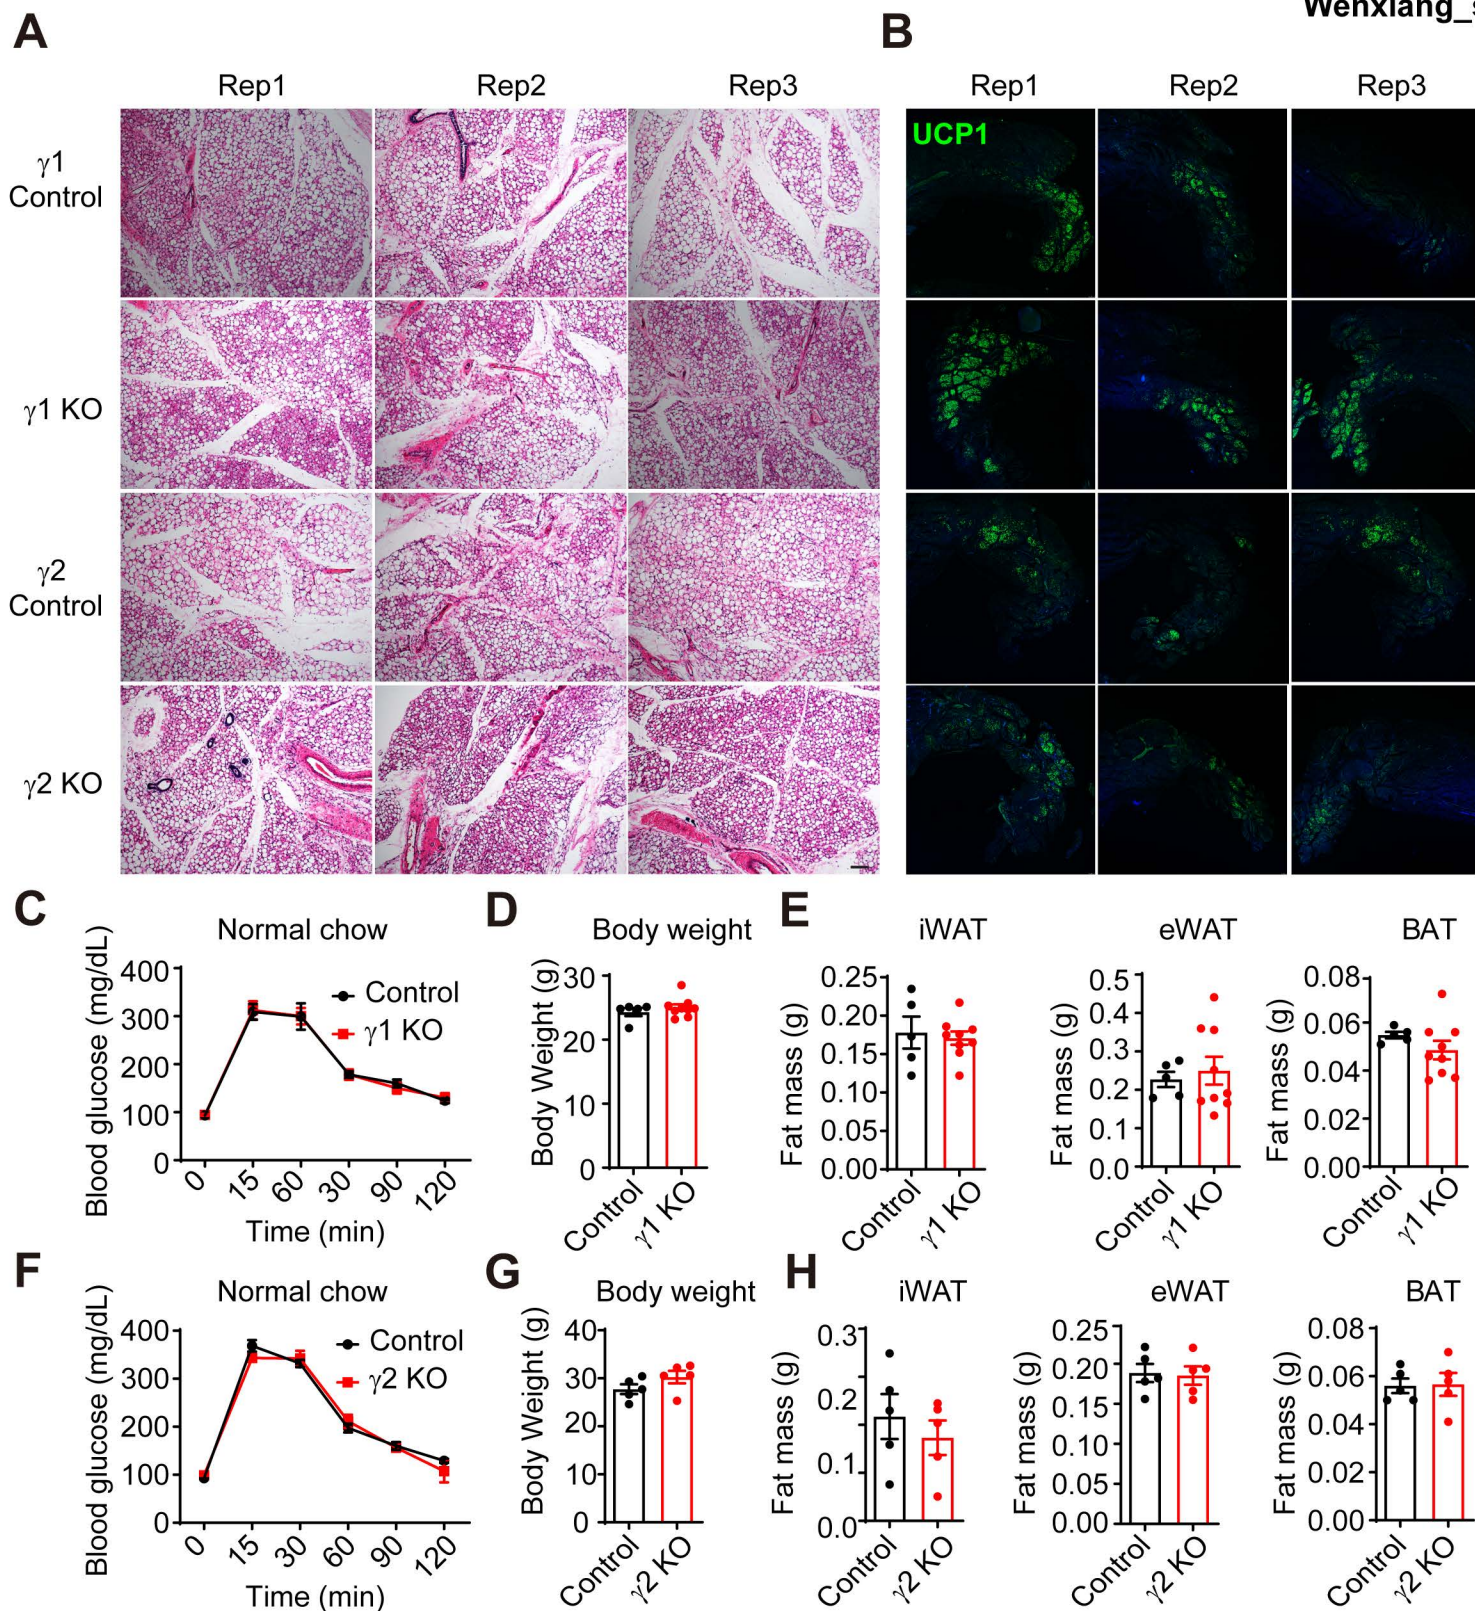 Wenxiang_s
A
B
Rep1
Rep2
Rep3
Rep1
Rep2
Rep3
γ1
Control
UCP1
γ1 KO
γ2
Control
γ2 KO
C
D
E
Normal chow
Body weight
iWAT
eWAT
BAT
Blood glucose (mg/dL)
400
300
200
100
0
Control
γ1 KO
0
15
60
30
90
120
Time (min)
Body Weight (g)
30
20
10
0
Control
γ1 KO
Fat mass (g)
0.25
0.20
0.15
0.10
0.05
0.00
Control
γ1 KO
Fat mass (g)
0.5
0.4
0.3
0.2
0.1
0.0
Control
γ1 KO
Fat mass (g)
0.08
0.06
0.04
0.02
0.00
Control
γ1 KO
F
G
H
Normal chow
Body weight
iWAT
eWAT
BAT
Blood glucose (mg/dL)
400
300
200
100
0
Control
γ2 KO
0
15
30
60
90
120
Time (min)
Body Weight (g)
40
30
20
10
0
Control
γ2 KO
Fat mass (g)
0.3
0.2
0.1
0.0
Control
γ2 KO
Fat mass (g)
0.25
0.20
0.15
0.10
0.05
0.00
Control
γ2 KO
Fat mass (g)
0.08
0.06
0.04
0.02
0.00
Control
γ2 KO